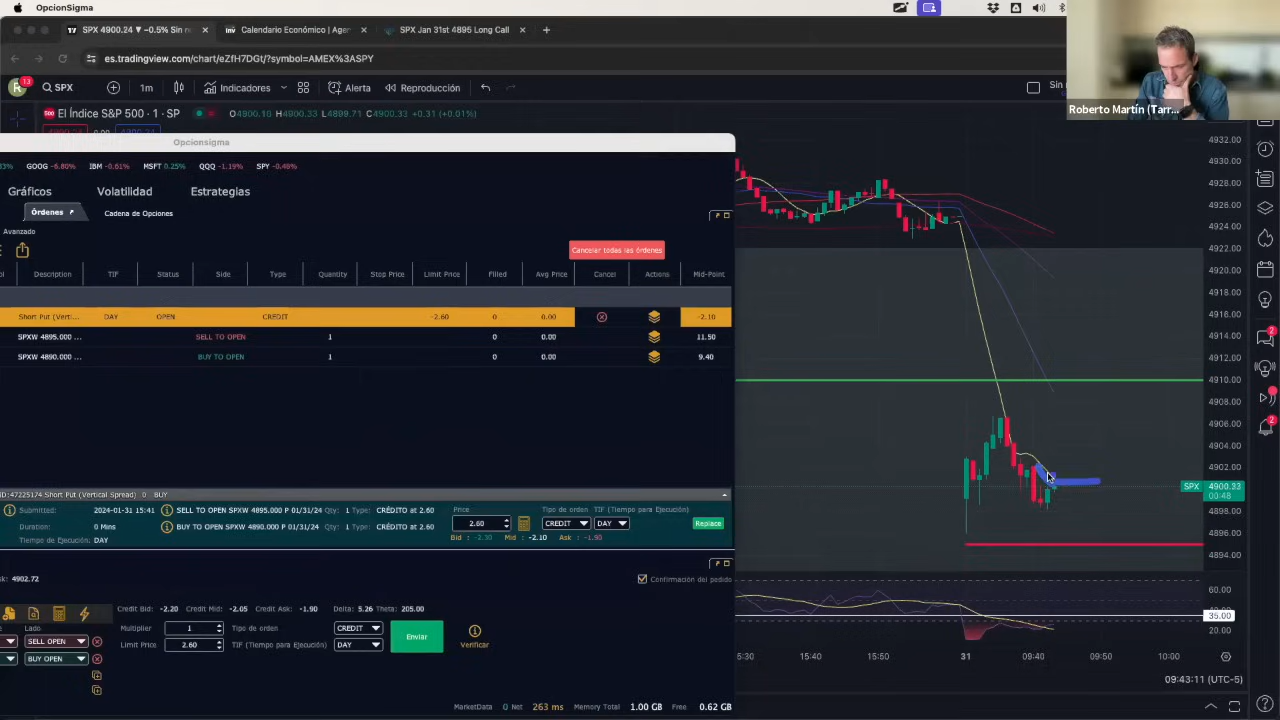 OpcionSigma
SPX 4900.24 ▼ −0.5% Sin n
Calendario Económico | Age
SPX Jan 31st 4895 Long Call
es.tradingview.com/chart/eZfH7DGt/?symbol=AMEX%3ASPY
R 13 SPX 1m Indicadores Alerta Reproducción Sin n
Roberto Martín (Tarr...
500 El Índice S&P 500 · 1 · SP O4900.10 H4900.33 L4899.71 C4900.33 +0.31 (+0.01%)
Opcionsigma
33% GOOG -6.80% IBM -0.61% MSFT 0.25% QQQ -1.19% SPY -0.48%
Gráficos Volatilidad Estrategias
Órdenes Cadena de Opciones
Avanzado
Cancelar todas las órdenes
ol Description TIF Status Side Type Quantity Stop Price Limit Price Filled Avg Price Cancel Actions Mid-Point
Short Put (Verti... DAY OPEN CREDIT -2.60 0 0.00 -2.10
SPXW 4895.000 ... SELL TO OPEN 1 0 0.00 11.50
SPXW 4890.000 ... BUY TO OPEN 1 0 0.00 9.40
ID:47225174 Short Put (Vertical Spread) 0 BUY
Submitted: 2024-01-31 15:41 SELL TO OPEN SPXW 4895.000 P 01/31/24 Qty: 1 Type: CRÉDITO at 2.60
Duration: 0 Mins BUY TO OPEN SPXW 4890.000 P 01/31/24 Qty: 1 Type: CRÉDITO at 2.60
Tiempo de Ejecución: DAY
Price Tipo de orden TIF (Tiempo para Ejecución)
2.60 CREDIT DAY Replace
Bid : -2.30 Mid : -2.10 Ask : -1.90
sk: 4902.72
Confirmación del pedido
Credit Bid: -2.20 Credit Mid: -2.05 Credit Ask: -1.90 Delta: 5.26 Theta: 205.00
Lado Multiplier 1 Tipo de orden CREDIT Enviar
SELL OPEN Limit Price 2.60 TIF (Tiempo para Ejecución) DAY Verificar
BUY OPEN
MarketData 0 Net 263 ms Memory Total 1.00 GB Free 0.62 GB
4932.00
4930.00
4928.00
4926.00
4924.00
4922.00
4920.00
4918.00
4916.00
4914.00
4912.00
4910.00
4908.00
4906.00
4904.00
4902.00
SPX 4900.33
00:48
4898.00
4896.00
4894.00
60.00
35.00
20.00
15:30 15:40 15:50 31 09:40 09:50 10:00
09:43:11 (UTC-5)
2
2